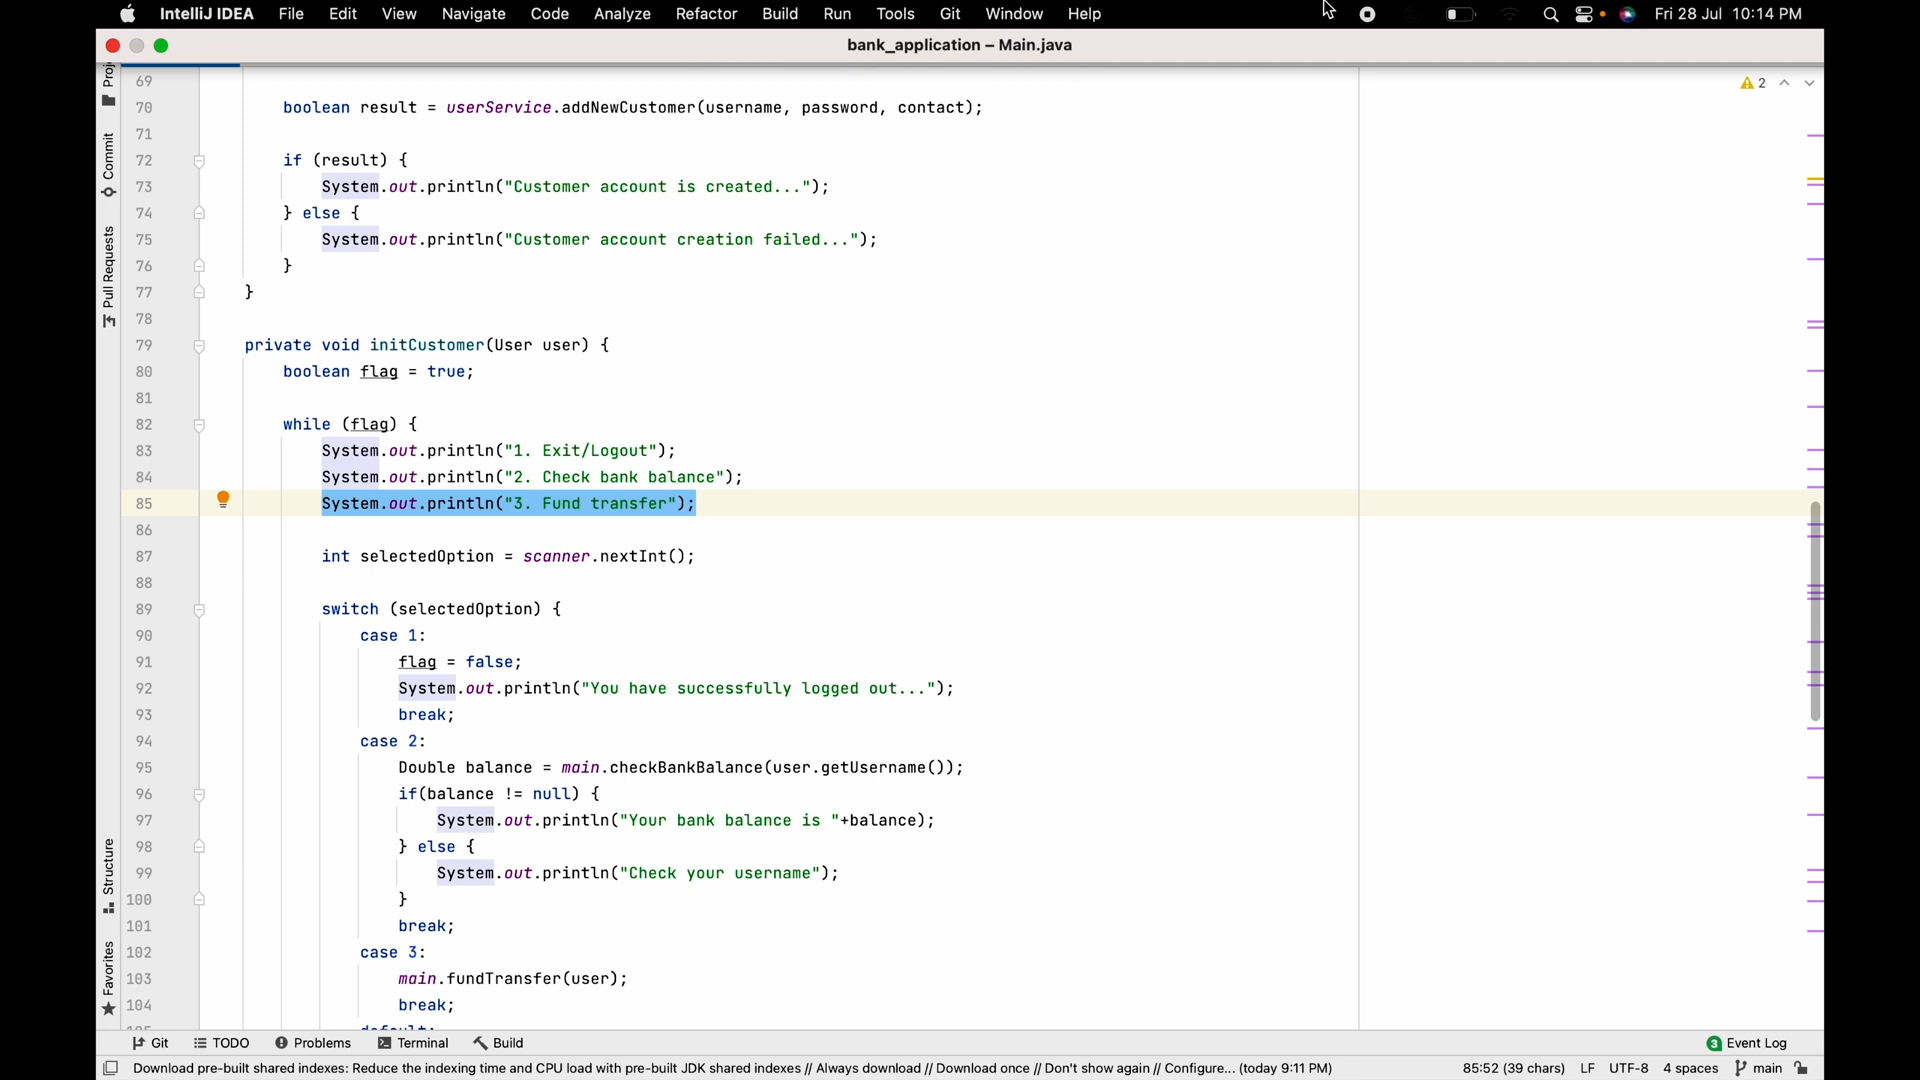 IntelliJ IDEA File Edit View Navigate Code Analyze Refactor Build Run Tools Git Window Help Fri 28 Jul 10:14 PM
bank_application – Main.java
Commit
Pull Requests
Structure
Favorites
2
69
70 boolean result = userService.addNewCustomer(username, password, contact);
71
72 if (result) {
73 System.out.println("Customer account is created...");
74 } else {
75 System.out.println("Customer account creation failed...");
76 }
77 }
78
79 private void initCustomer(User user) {
80 boolean flag = true;
81
82 while (flag) {
83 System.out.println("1. Exit/Logout");
84 System.out.println("2. Check bank balance");
85 System.out.println("3. Fund transfer");
86
87 int selectedOption = scanner.nextInt();
88
89 switch (selectedOption) {
90 case 1:
91 flag = false;
92 System.out.println("You have successfully logged out...");
93 break;
94 case 2:
95 Double balance = main.checkBankBalance(user.getUsername());
96 if(balance != null) {
97 System.out.println("Your bank balance is "+balance);
98 } else {
99 System.out.println("Check your username");
100 }
101 break;
102 case 3:
103 main.fundTransfer(user);
104 break;
Git TODO Problems Terminal Build 3 Event Log
Download pre-built shared indexes: Reduce the indexing time and CPU load with pre-built JDK shared indexes // Always download // Download once // Don't show again // Configure... (today 9:11 PM) 85:52 (39 chars) LF UTF-8 4 spaces main